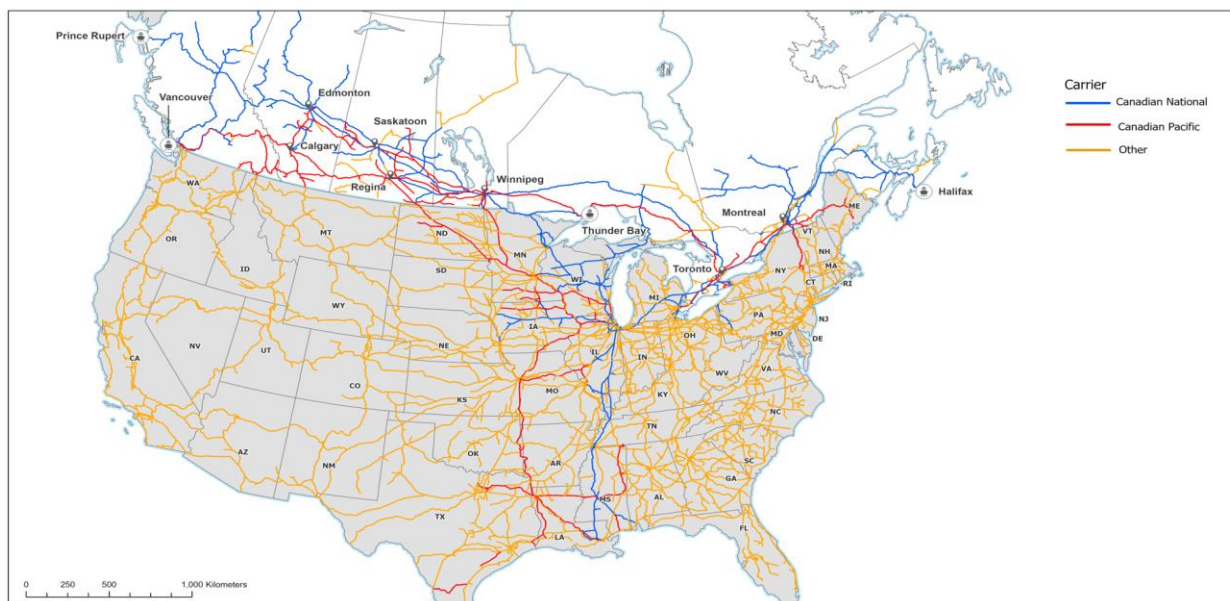 Prince Rupert
Vancouver
Edmonton
Saskatoon
Calgary
Regina
Winnipeg
Thunder Bay
Montreal
Toronto
Halifax
Carrier
Canadian National
Canadian Pacific
Other
WA
OR
ID
MT
ND
MN
SD
WY
WI
MI
ME
VT
NH
MA
NY
CT
RI
NJ
PA
DE
MD
CA
NV
UT
CO
NE
IA
IL
IN
OH
WV
VA
KS
MO
KY
NC
TN
AZ
NM
OK
AR
SC
GA
AL
MS
TX
LA
FL
0 250 500 1,000 Kilometers